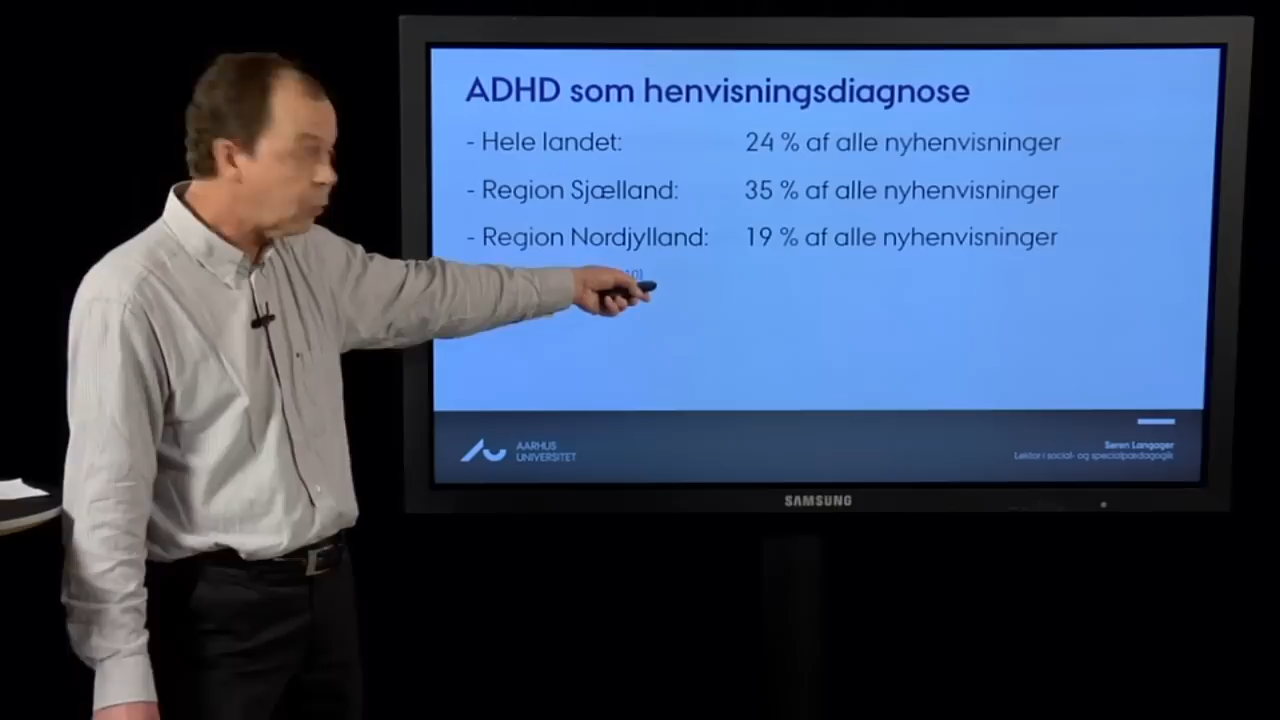 ADHD som henvisningsdiagnose
- Hele landet: 24 % af alle nyhenvisninger
- Region Sjælland: 35 % af alle nyhenvisninger
- Region Nordjylland: 19 % af alle nyhenvisninger
AARHUS
UNIVERSITET
Søren Langager
Lektor i social- og specialpædagogik
SAMSUNG